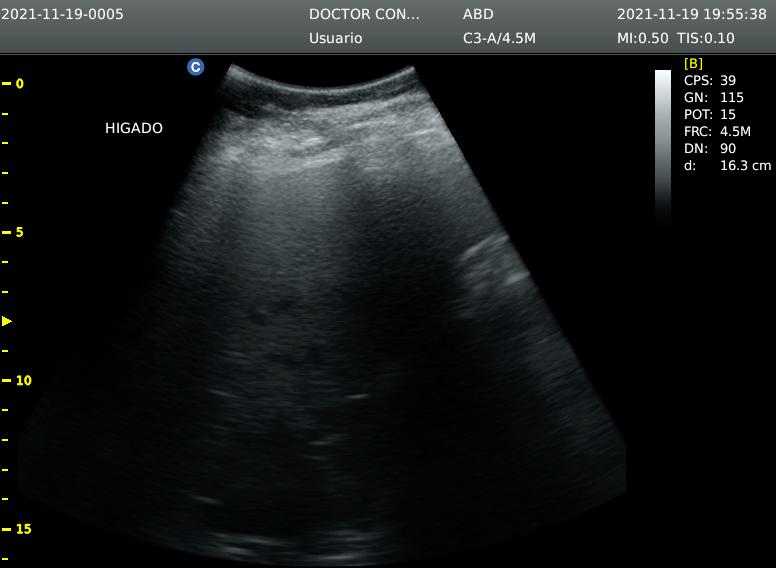 2021-11-19-0005 DOCTOR CON... ABD 2021-11-19 19:55:38
Usuario C3-A/4.5M MI:0.50 TIS:0.10
C
[B]
CPS: 39
GN: 115
POT: 15
FRC: 4.5M
DN: 90
d: 16.3 cm
HIGADO
0
5
10
15